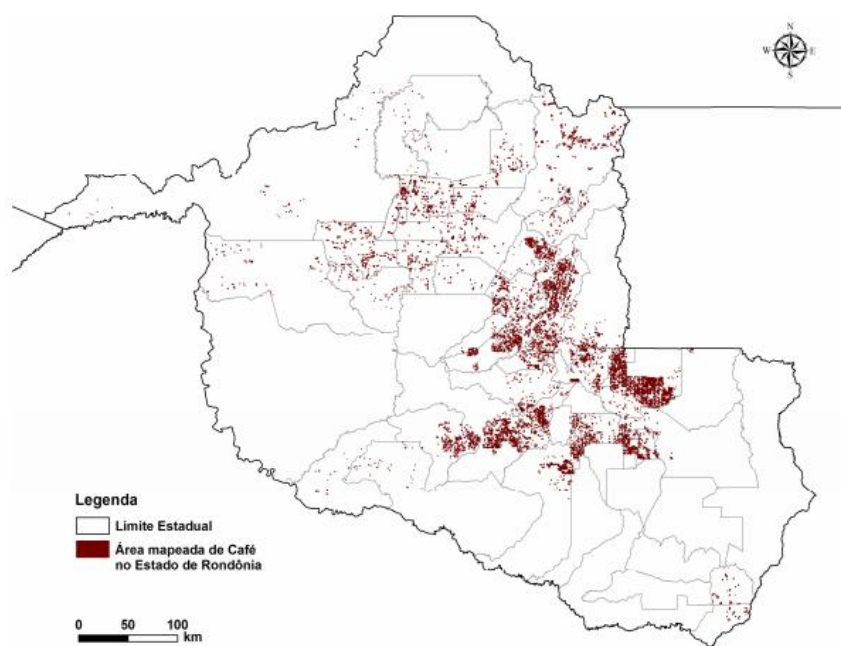 N
W E
S
Legenda
Limite Estadual
Área mapeada de Café
no Estado de Rondônia
0 50 100
km